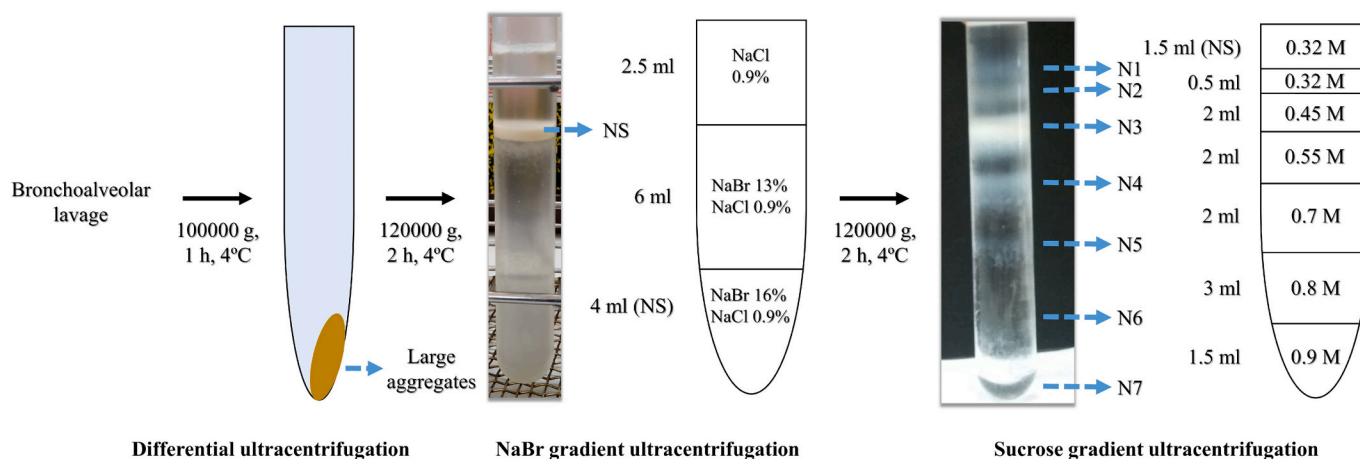 Bronchoalveolar
lavage
100000 g,
1 h, 4ºC
Large
aggregates
120000 g,
2 h, 4ºC
NS
2.5 ml
6 ml
4 ml (NS)
NaCl
0.9%
NaBr 13%
NaCl 0.9%
NaBr 16%
NaCl 0.9%
120000 g,
2 h, 4ºC
N1
N2
N3
N4
N5
N6
N7
1.5 ml (NS) 0.32 M
0.5 ml 0.32 M
2 ml 0.45 M
2 ml 0.55 M
2 ml 0.7 M
3 ml 0.8 M
1.5 ml 0.9 M
Differential ultracentrifugation
NaBr gradient ultracentrifugation
Sucrose gradient ultracentrifugation